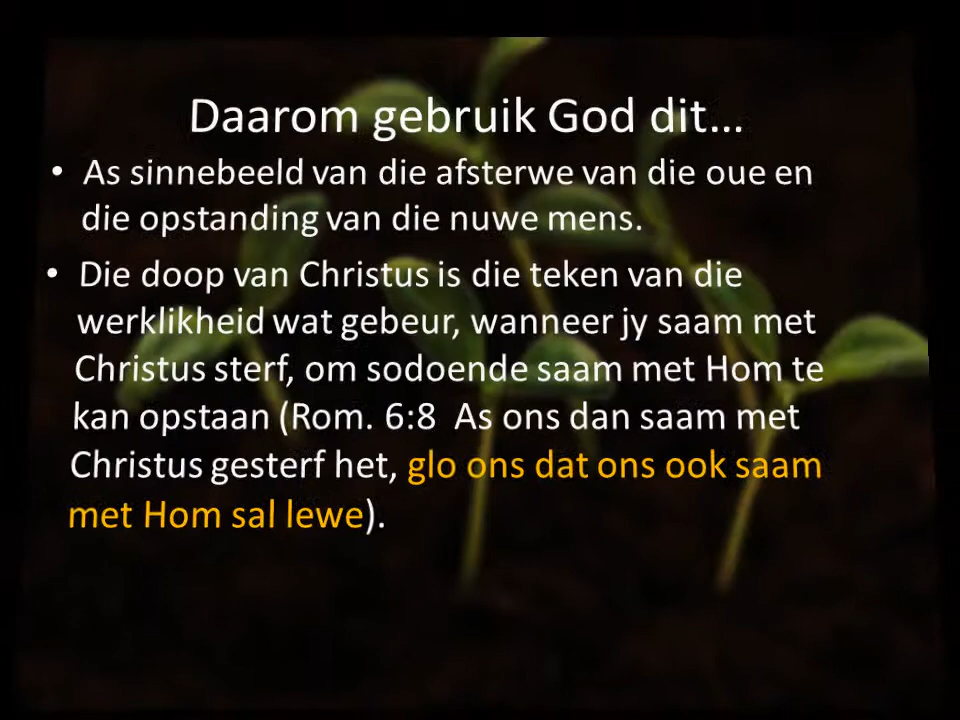 Daarom gebruik God dit…
• As sinnebeeld van die afsterwe van die oue en
die opstanding van die nuwe mens.
• Die doop van Christus is die teken van die
werklikheid wat gebeur, wanneer jy saam met
Christus sterf, om sodoende saam met Hom te
kan opstaan (Rom. 6:8  As ons dan saam met
Christus gesterf het, glo ons dat ons ook saam
met Hom sal lewe).